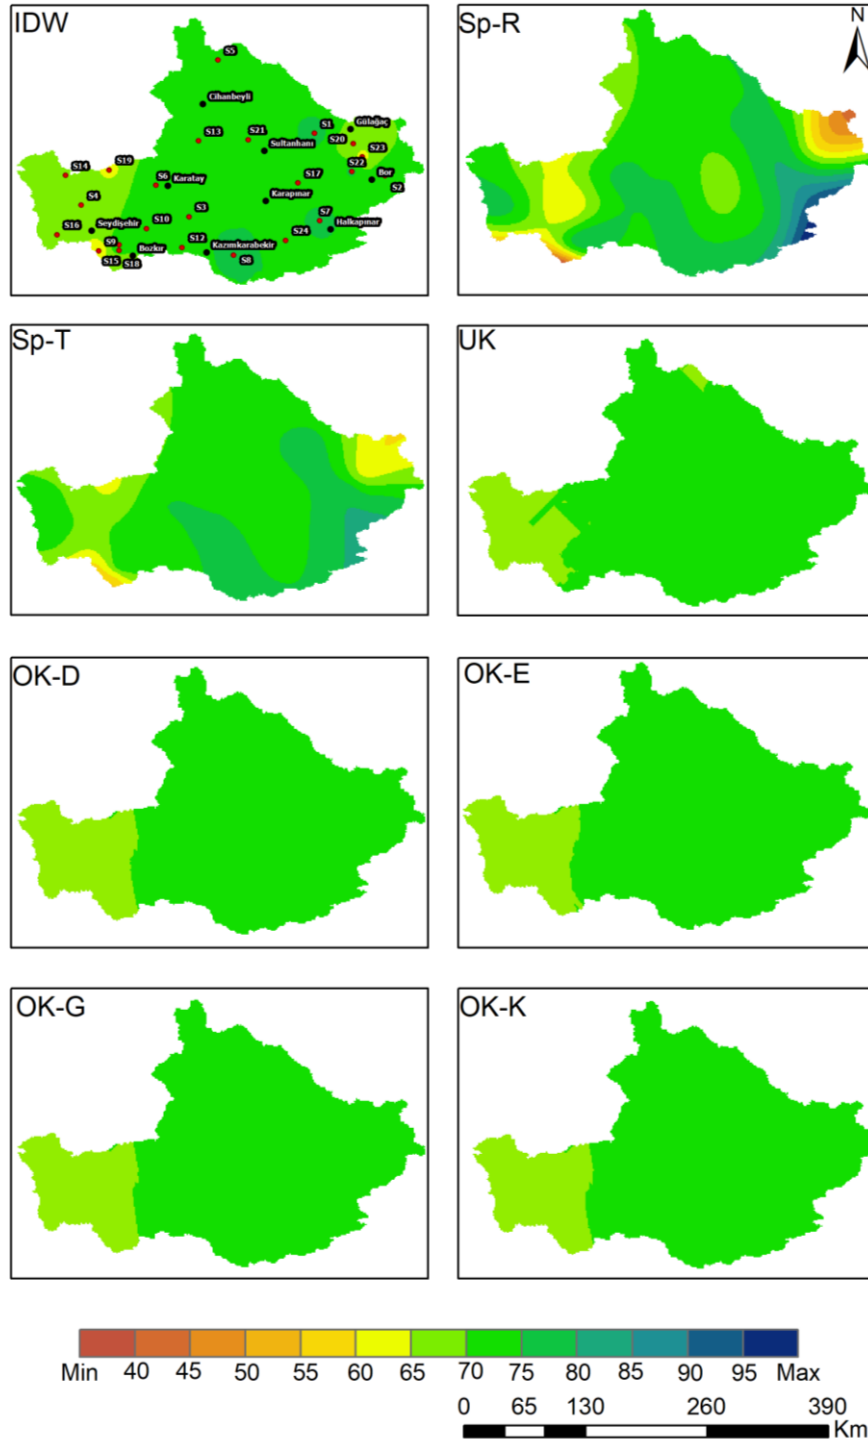 IDW
Sp-R
N
S5
Cihanbeyli
S13
S21
Sultanhanı
S1
Gülağaç
S20
S23
S22
Bor
S2
S14
S19
S6
Karatay
S17
S4
S3
Karapınar
S16
Seydişehir
S10
S7
Halkapınar
S9
Bozkır
S12
Kazımkarabekir
S24
S15
S18
S8
Sp-T
UK
OK-D
OK-E
OK-G
OK-K
Min 40 45 50 55 60 65 70 75 80 85 90 95 Max
0 65 130 260 390
Km